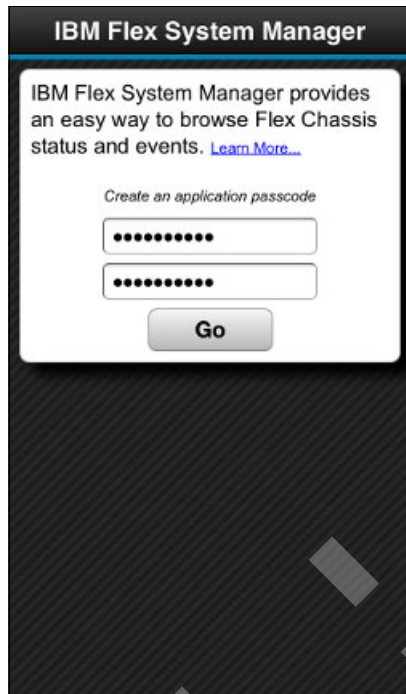 IBM Flex System Manager
IBM Flex System Manager provides
an easy way to browse Flex Chassis
status and events. Learn More...
Create an application passcode
••••••••••
••••••••••
Go